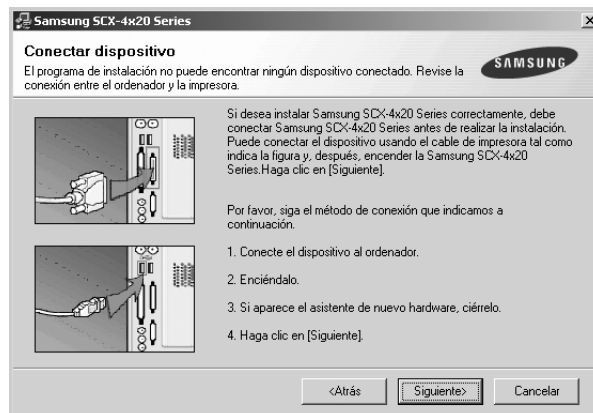 Samsung SCX-4x20 Series
Conectar dispositivo
El programa de instalación no puede encontrar ningún dispositivo conectado. Revise la
conexión entre el ordenador y la impresora.
SAMSUNG
Si desea instalar Samsung SCX-4x20 Series correctamente, debe
conectar Samsung SCX-4x20 Series antes de realizar la instalación.
Puede conectar el dispositivo usando el cable de impresora tal como
indica la figura y, después, encender la Samsung SCX-4x20
Series.Haga clic en [Siguiente].
Por favor, siga el método de conexión que indicamos a
continuación.
1. Conecte el dispositivo al ordenador.
2. Enciéndalo.
3. Si aparece el asistente de nuevo hardware, ciérrelo.
4. Haga clic en [Siguiente].
<Atrás
Siguiente>
Cancelar